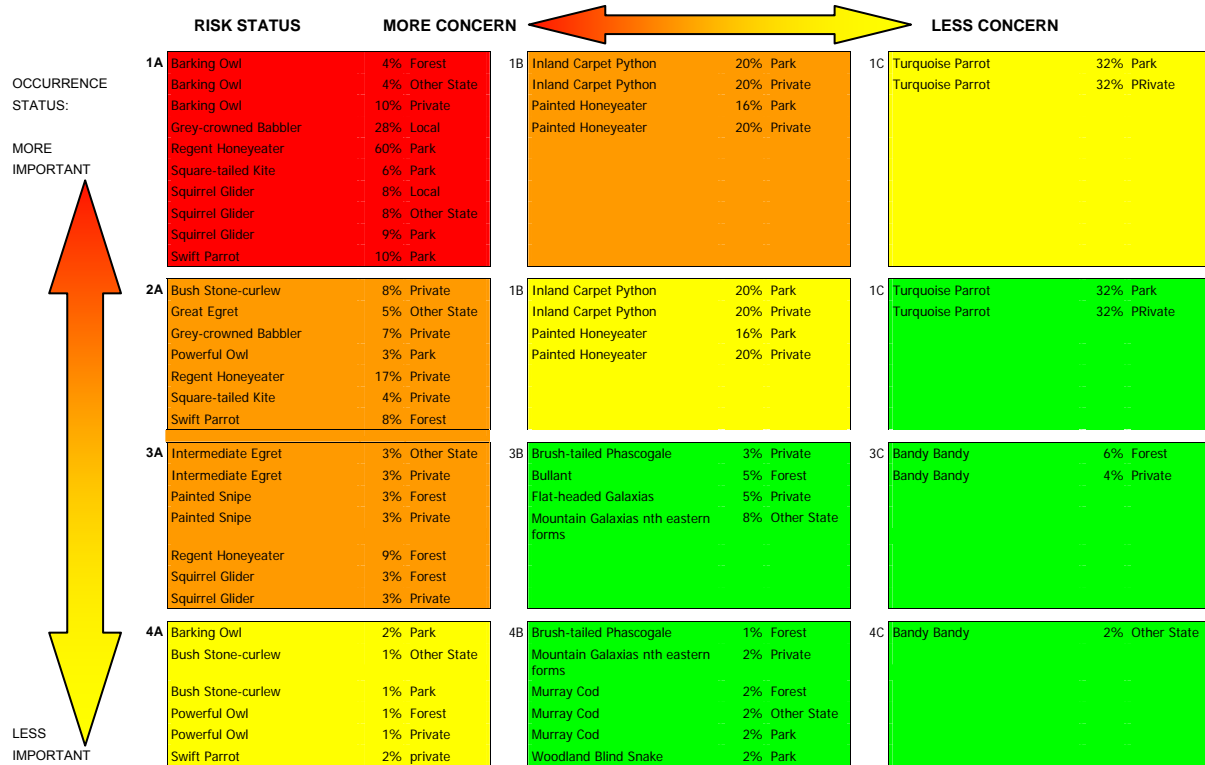 RISK STATUS MORE CONCERN LESS CONCERN
OCCURRENCE
STATUS:
MORE
IMPORTANT
LESS
IMPORTANT
1A Barking Owl 4% Forest
Barking Owl 4% Other State
Barking Owl 10% Private
Grey-crowned Babbler 28% Local
Regent Honeyeater 60% Park
Square-tailed Kite 6% Park
Squirrel Glider 8% Local
Squirrel Glider 8% Other State
Squirrel Glider 9% Park
Swift Parrot 10% Park
1B Inland Carpet Python 20% Park
Inland Carpet Python 20% Private
Painted Honeyeater 16% Park
Painted Honeyeater 20% Private
1C Turquoise Parrot 32% Park
Turquoise Parrot 32% PRivate
2A Bush Stone-curlew 8% Private
Great Egret 5% Other State
Grey-crowned Babbler 7% Private
Powerful Owl 3% Park
Regent Honeyeater 17% Private
Square-tailed Kite 4% Private
Swift Parrot 8% Forest
1B Inland Carpet Python 20% Park
Inland Carpet Python 20% Private
Painted Honeyeater 16% Park
Painted Honeyeater 20% Private
1C Turquoise Parrot 32% Park
Turquoise Parrot 32% PRivate
3A Intermediate Egret 3% Other State
Intermediate Egret 3% Private
Painted Snipe 3% Forest
Painted Snipe 3% Private
Regent Honeyeater 9% Forest
Squirrel Glider 3% Forest
Squirrel Glider 3% Private
3B Brush-tailed Phascogale 3% Private
Bullant 5% Forest
Flat-headed Galaxias 5% Private
Mountain Galaxias nth eastern 8% Other State
forms
3C Bandy Bandy 6% Forest
Bandy Bandy 4% Private
4A Barking Owl 2% Park
Bush Stone-curlew 1% Other State
Bush Stone-curlew 1% Park
Powerful Owl 1% Forest
Powerful Owl 1% Private
Swift Parrot 2% private
4B Brush-tailed Phascogale 1% Forest
Mountain Galaxias nth eastern 2% Private
forms
Murray Cod 2% Forest
Murray Cod 2% Other State
Murray Cod 2% Park
Woodland Blind Snake 2% Park
4C Bandy Bandy 2% Other State